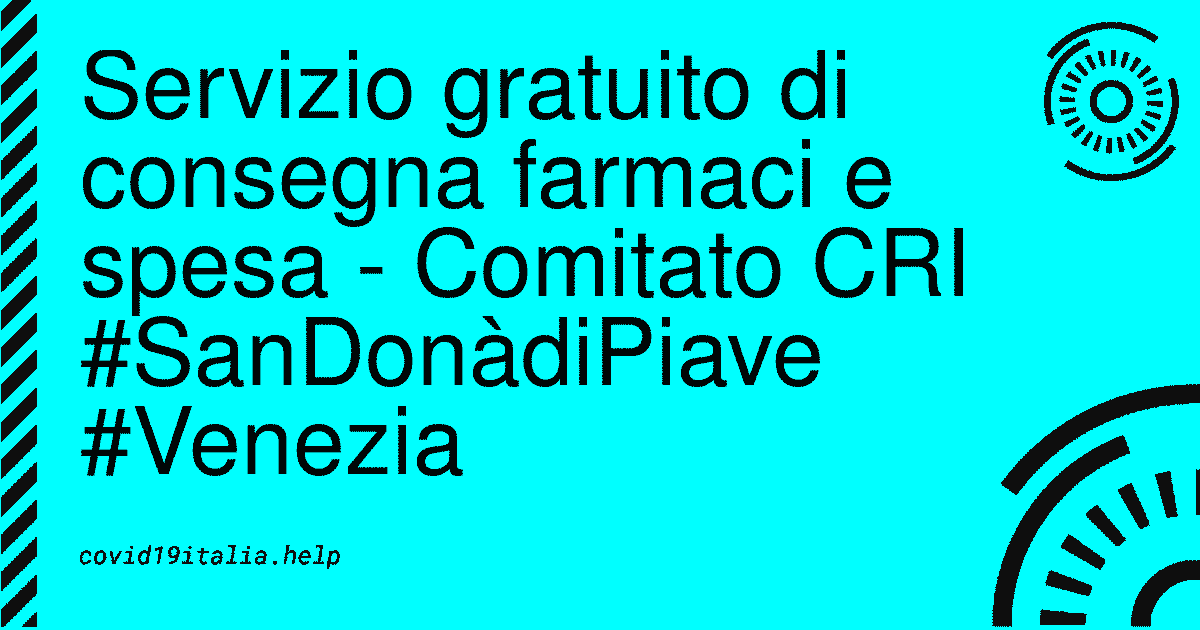 Servizio gratuito di
consegna farmaci e
spesa - Comitato CRI
#SanDonàdiPiave
#Venezia
covid19italia.help